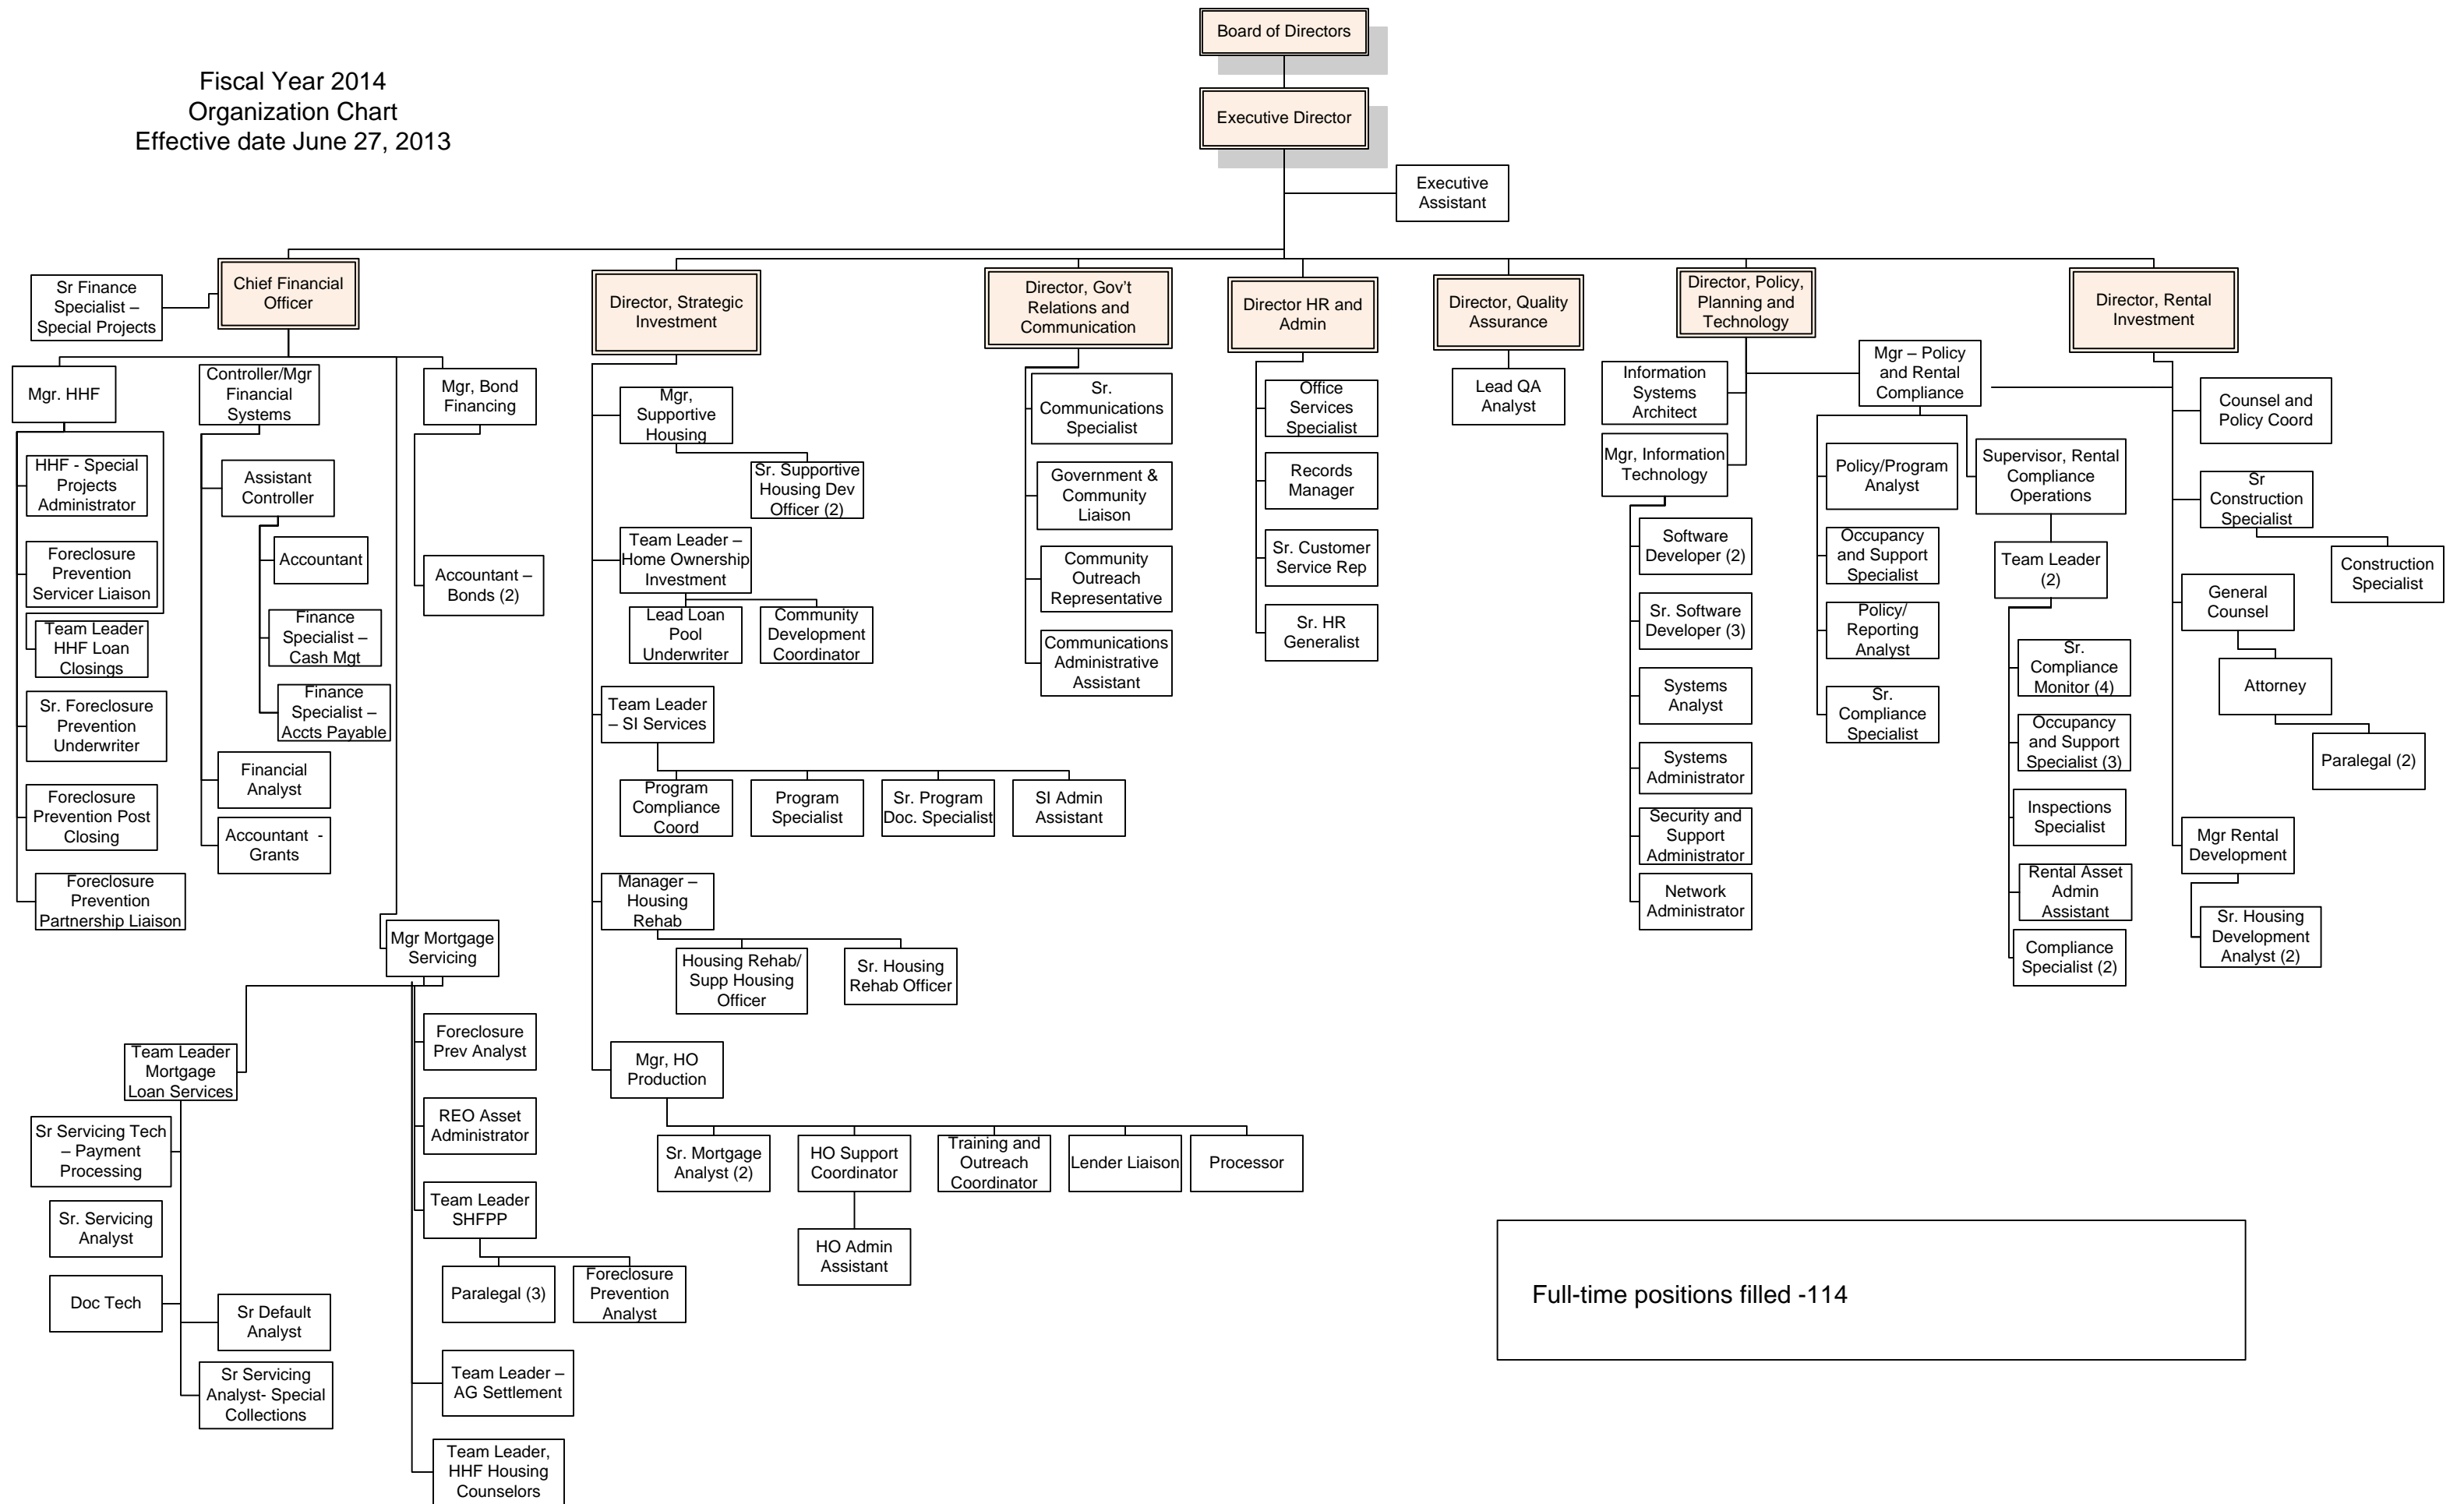 Board of Directors
Fiscal Year 2014
Organization Chart
Effective date June 27, 2013
Executive Director
Executive
Assistant
Sr Finance
Specialist –
Special Projects
Chief Financial
Officer
Director, Strategic
Investment
Director, Gov’t
Relations and
Communication
Director HR and
Admin
Director, Quality
Assurance
Director, Policy,
Planning and
Technology
Director, Rental
Investment
Mgr. HHF
HHF - Special
Projects
Administrator
Foreclosure
Prevention
Servicer Liaison
Team Leader
HHF Loan
Closings
Sr. Foreclosure
Prevention
Underwriter
Foreclosure
Prevention Post
Closing
Foreclosure
Prevention
Partnership Liaison
Controller/Mgr
Financial
Systems
Assistant
Controller
Accountant
Finance
Specialist –
Cash Mgt
Finance
Specialist –
Accts Payable
Financial
Analyst
Accountant -
Grants
Mgr, Bond
Financing
Accountant –
Bonds (2)
Mgr Mortgage
Servicing
Team Leader
Mortgage
Loan Services
Sr Servicing Tech
– Payment
Processing
Sr. Servicing
Analyst
Doc Tech
Sr Default
Analyst
Sr Servicing
Analyst- Special
Collections
Foreclosure
Prev Analyst
REO Asset
Administrator
Team Leader
SHFPP
Paralegal (3)
Foreclosure
Prevention
Analyst
Team Leader –
AG Settlement
Team Leader,
HHF Housing
Counselors
Mgr,
Supportive
Housing
Sr. Supportive
Housing Dev
Officer (2)
Team Leader –
Home Ownership
Investment
Lead Loan
Pool
Underwriter
Community
Development
Coordinator
Team Leader
– SI Services
Program
Compliance
Coord
Program
Specialist
Sr. Program
Doc. Specialist
SI Admin
Assistant
Manager –
Housing
Rehab
Housing Rehab/
Supp Housing
Officer
Sr. Housing
Rehab Officer
Mgr, HO
Production
Sr. Mortgage
Analyst (2)
HO Support
Coordinator
Training and
Outreach
Coordinator
Lender Liaison
Processor
HO Admin
Assistant
Sr.
Communications
Specialist
Government &
Community
Liaison
Community
Outreach
Representative
Communications
Administrative
Assistant
Office
Services
Specialist
Records
Manager
Sr. Customer
Service Rep
Sr. HR
Generalist
Lead QA
Analyst
Information
Systems
Architect
Mgr, Information
Technology
Software
Developer (2)
Sr. Software
Developer (3)
Systems
Analyst
Systems
Administrator
Security and
Support
Administrator
Network
Administrator
Mgr – Policy
and Rental
Compliance
Policy/Program
Analyst
Occupancy
and Support
Specialist
Policy/
Reporting
Analyst
Sr.
Compliance
Specialist
Supervisor, Rental
Compliance
Operations
Team Leader
(2)
Sr.
Compliance
Monitor (4)
Occupancy
and Support
Specialist (3)
Inspections
Specialist
Rental Asset
Admin
Assistant
Compliance
Specialist (2)
Counsel and
Policy Coord
Sr
Construction
Specialist
Construction
Specialist
General
Counsel
Attorney
Paralegal (2)
Mgr Rental
Development
Sr. Housing
Development
Analyst (2)
Full-time positions filled -114